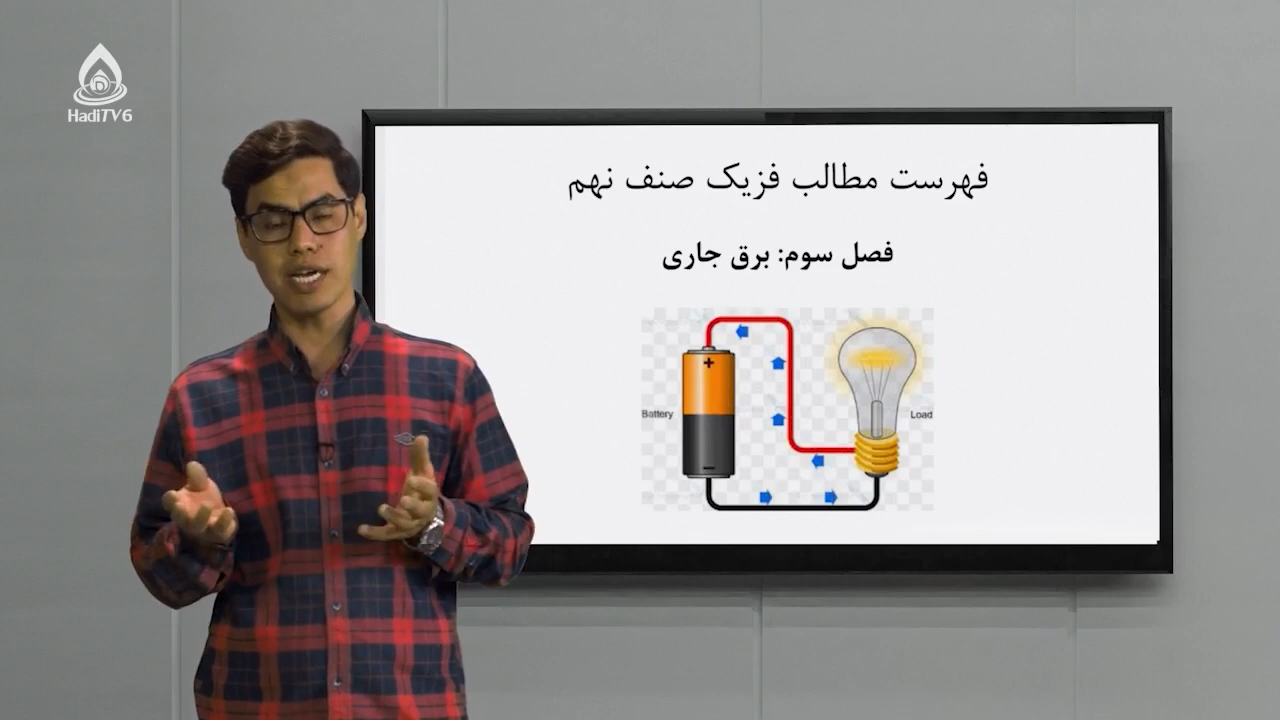 HadiTV6
فهرست مطالب فزیک صنف نهم
فصل سوم: برق جاری
+
Battery
Load
-